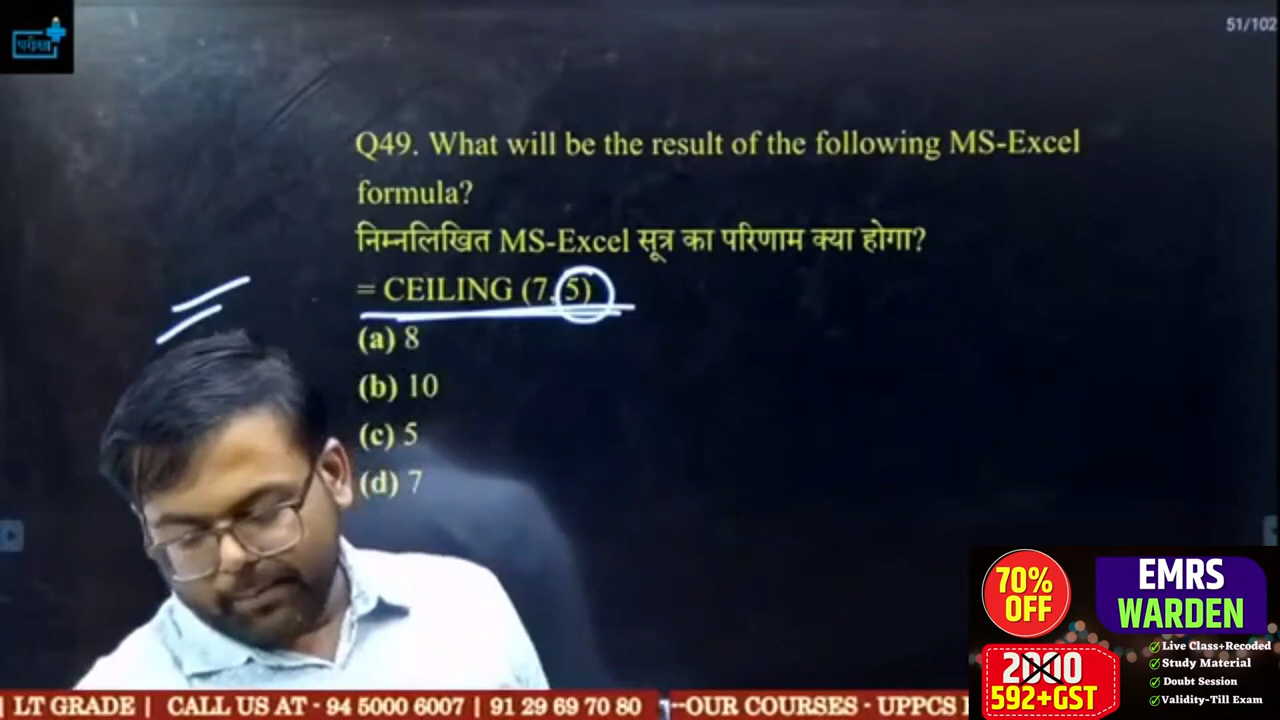 परीक्षा
51/102
Q49. What will be the result of the following MS-Excel
formula?
निम्नलिखित MS-Excel सूत्र का परिणाम क्या होगा?
= CEILING (7, 5)
(a) 8
(b) 10
(c) 5
(d) 7
70%
OFF
EMRS
WARDEN
2000
592+GST
Live Class+Recoded
Study Material
Doubt Session
Validity-Till Exam
| LT GRADE | CALL US AT - 94 5000 6007 | 91 29 69 70 80
--OUR COURSES - UPPCS